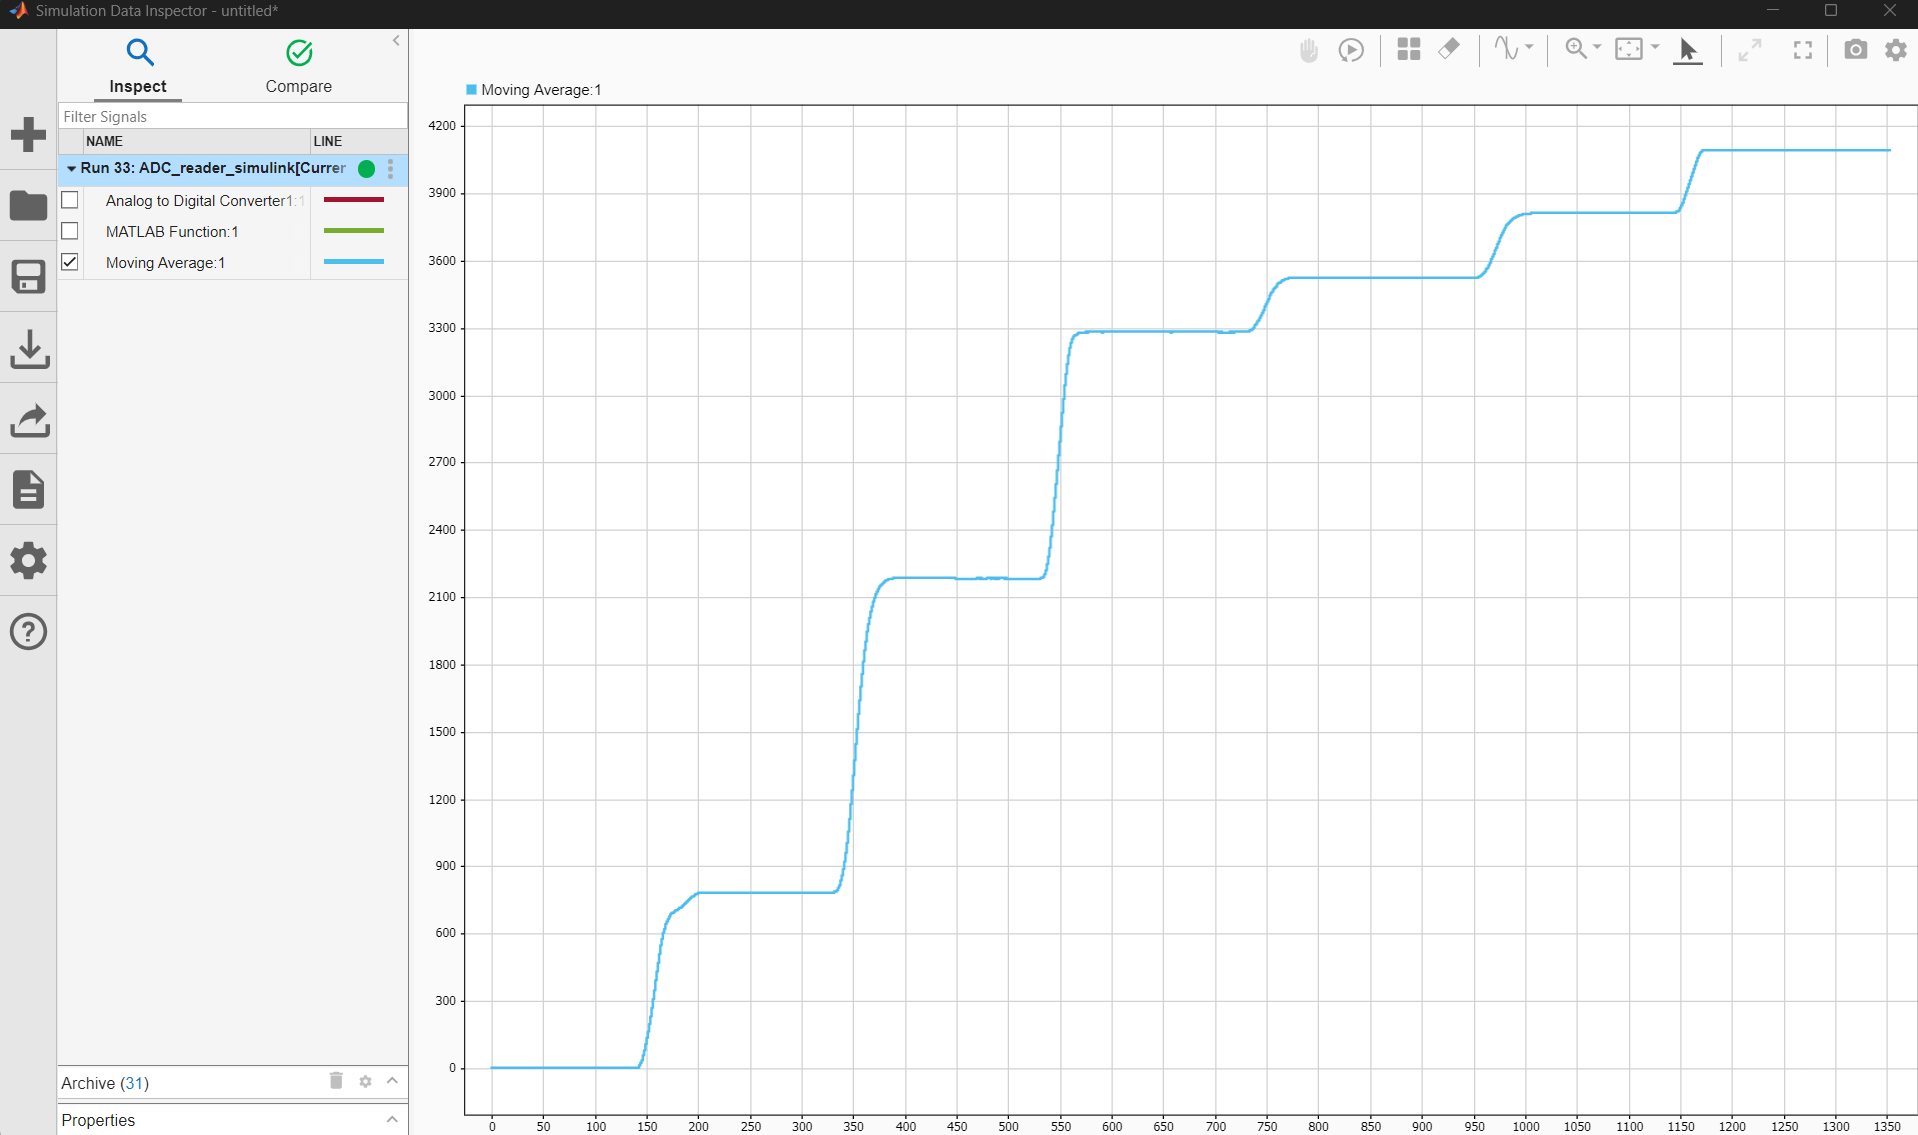 Simulation Data Inspector - untitled*
Inspect
Compare
Filter Signals
NAME LINE
Run 33: ADC_reader_simulink[Currer
Analog to Digital Converter1:1
MATLAB Function:1
Moving Average:1
Archive (31)
Properties
Moving Average:1
4200
3900
3600
3300
3000
2700
2400
2100
1800
1500
1200
900
600
300
0
0 50 100 150 200 250 300 350 400 450 500 550 600 650 700 750 800 850 900 950 1000 1050 1100 1150 1200 1250 1300 1350